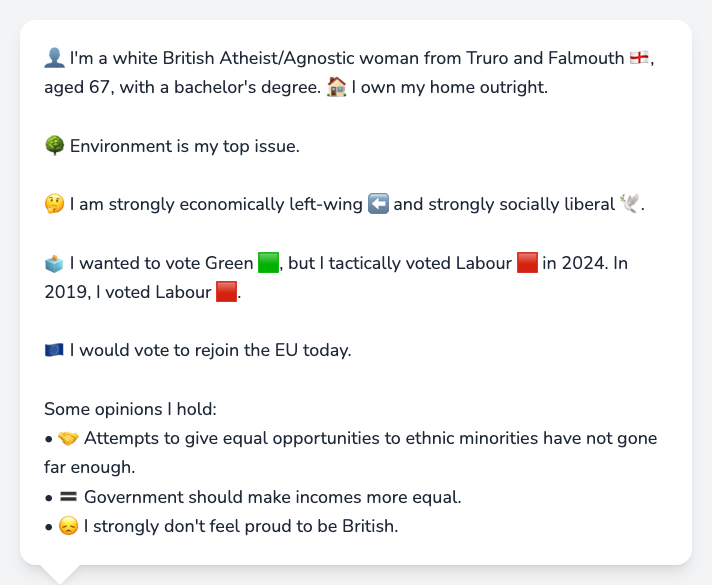 👤 I'm a white British Atheist/Agnostic woman from Truro and Falmouth 🏴󠁧󠁢󠁥󠁮󠁧󠁿,
aged 67, with a bachelor's degree. 🏠 I own my home outright.
🌳 Environment is my top issue.
🤔 I am strongly economically left-wing ⬅️ and strongly socially liberal 🕊️.
🗳️ I wanted to vote Green 🟩, but I tactically voted Labour 🟥 in 2024. In
2019, I voted Labour 🟥.
🇪🇺 I would vote to rejoin the EU today.
Some opinions I hold:
• 🤝 Attempts to give equal opportunities to ethnic minorities have not gone
far enough.
• 🟰 Government should make incomes more equal.
• 😞 I strongly don't feel proud to be British.